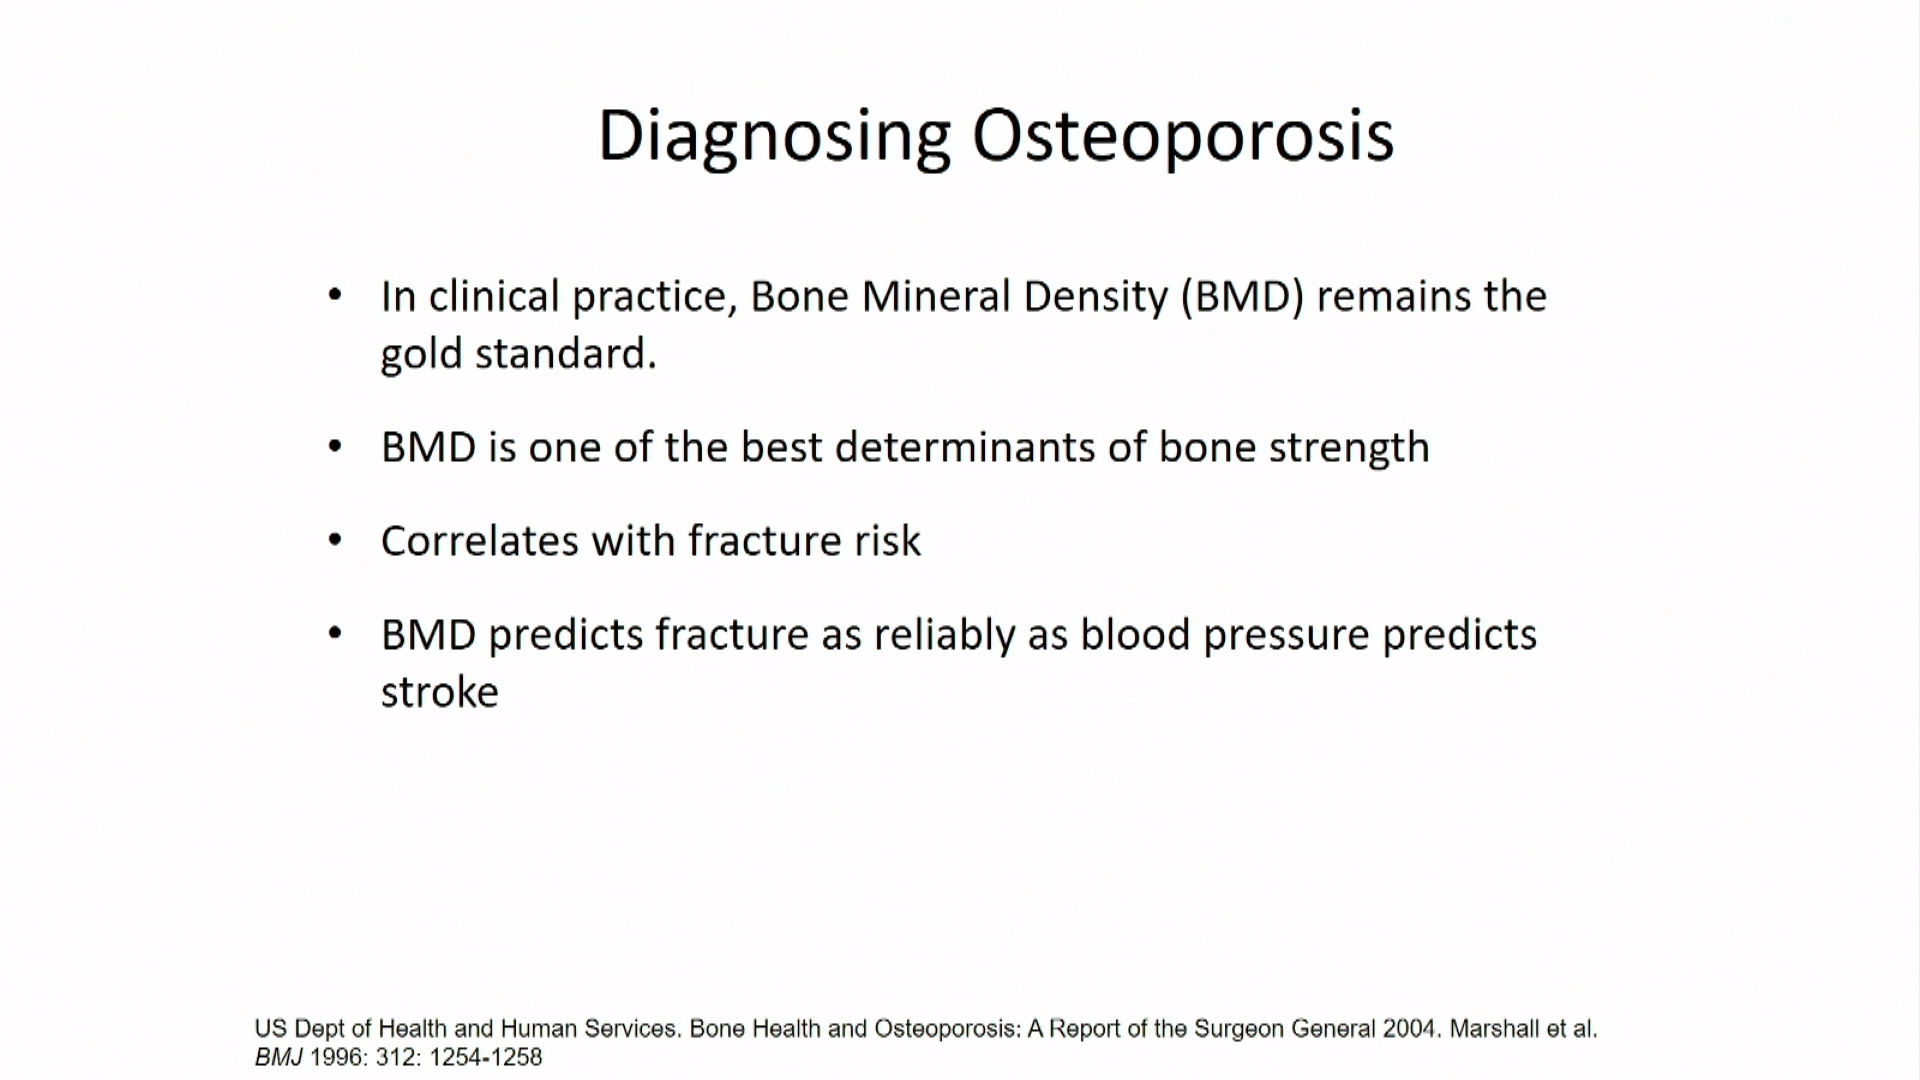 Diagnosing Osteoporosis
• In clinical practice, Bone Mineral Density (BMD) remains the
gold standard.
• BMD is one of the best determinants of bone strength
• Correlates with fracture risk
• BMD predicts fracture as reliably as blood pressure predicts
stroke
US Dept of Health and Human Services. Bone Health and Osteoporosis: A Report of the Surgeon General 2004. Marshall et al.
BMJ 1996: 312: 1254-1258